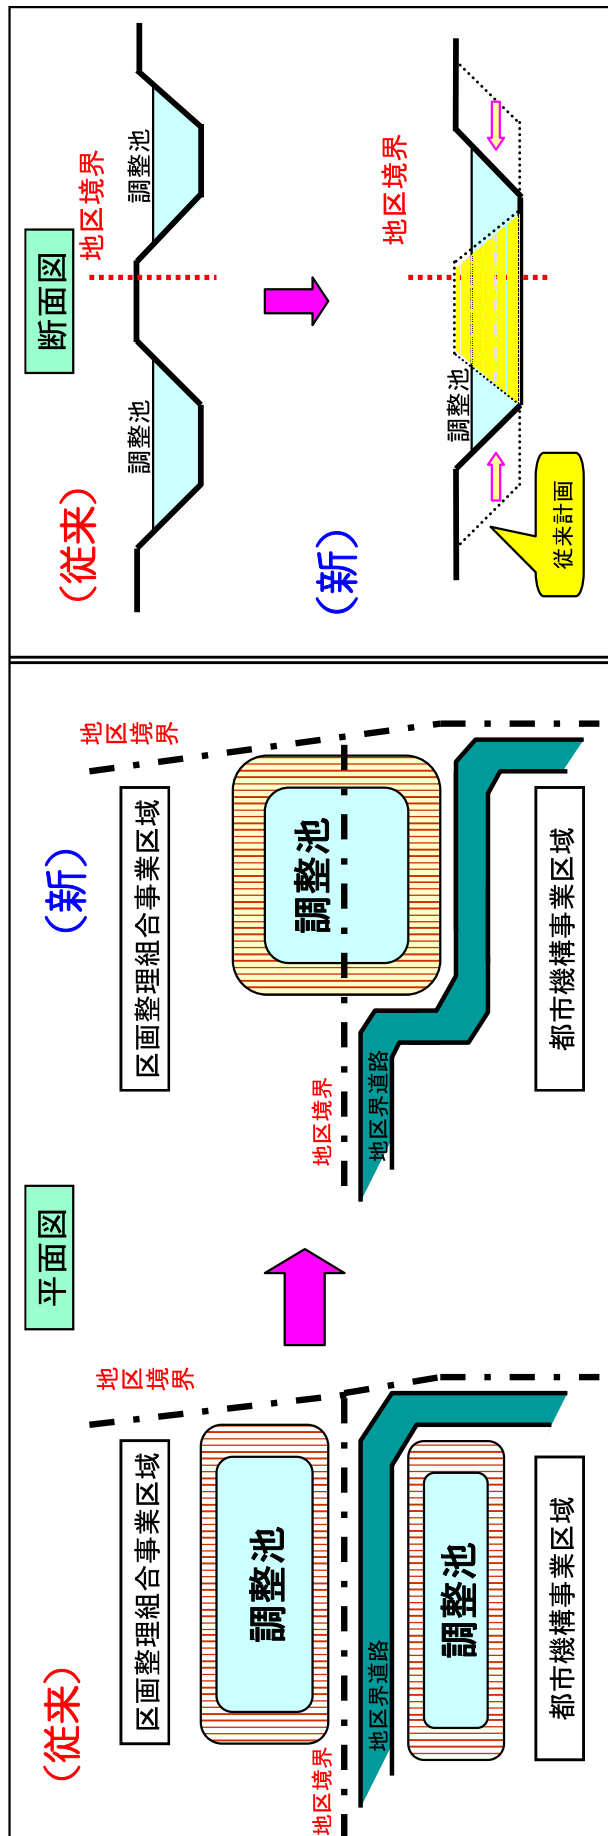 平面図
(従来)
地区境界
区画整理組合事業区域
調整池
地区境界
地区界道路
調整池
都市機構事業区域
(新)
地区境界
区画整理組合事業区域
調整池
地区境界
地区界道路
都市機構事業区域
断面図
(従来)
地区境界
調整池
調整池
(新)
地区境界
調整池
従来計画